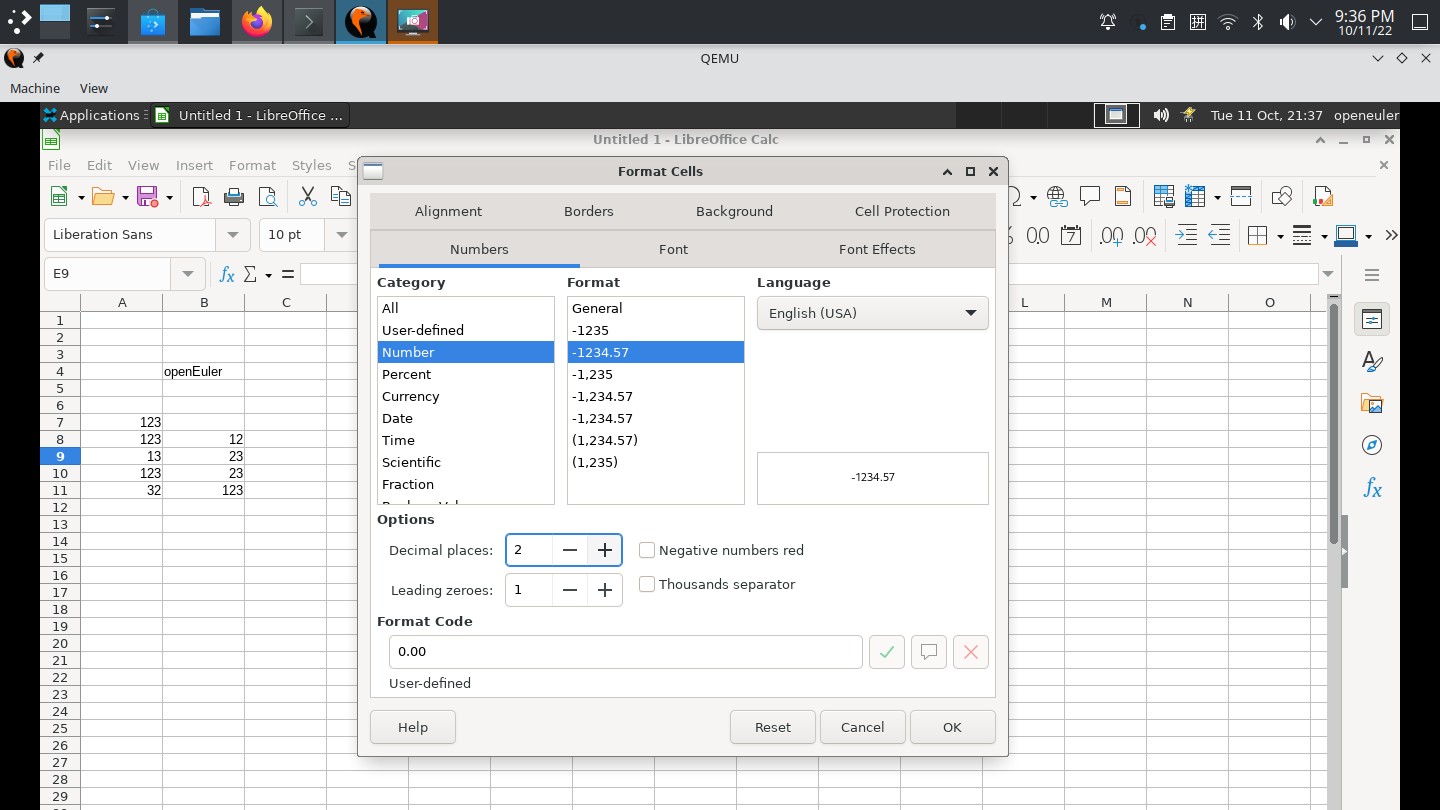 9:36 PM
10/11/22
QEMU
Machine View
Applications Untitled 1 - LibreOffice ... Tue 11 Oct, 21:37 openeuler
Untitled 1 - LibreOffice Calc
File Edit View Insert Format Styles S
Format Cells
Alignment Borders Background Cell Protection
Liberation Sans 10 pt
Numbers Font Font Effects
E9
Category Format Language
A B C L M N O
All General English (USA)
User-defined -1235
Number -1234.57
Percent -1,235
Currency -1,234.57
Date -1,234.57
Time (1,234.57)
Scientific (1,235)
Fraction
-1234.57
1
2
3
4 openEuler
5
6
7 123
8 123 12
9 13 23
10 123 23
11 32 123
12
13
14
15
16
17
18
19
20
21
22
23
24
25
26
27
28
29
Options
Decimal places: 2 Negative numbers red
Leading zeroes: 1 Thousands separator
Format Code
0.00
User-defined
Help Reset Cancel OK